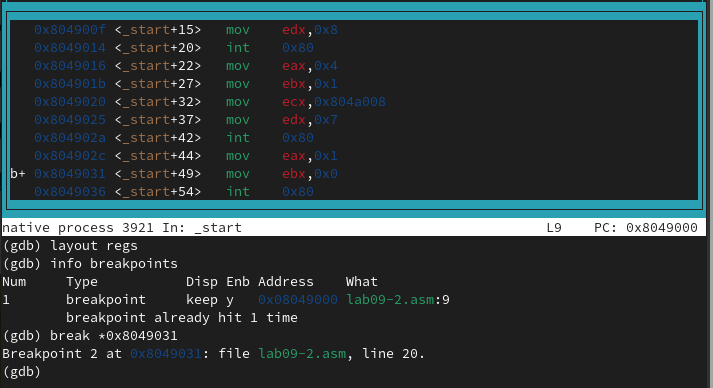 0x804900f <_start+15> mov edx,0x8
0x8049014 <_start+20> int 0x80
0x8049016 <_start+22> mov eax,0x4
0x804901b <_start+27> mov ebx,0x1
0x8049020 <_start+32> mov ecx,0x804a008
0x8049025 <_start+37> mov edx,0x7
0x804902a <_start+42> int 0x80
0x804902c <_start+44> mov eax,0x1
b+ 0x8049031 <_start+49> mov ebx,0x0
0x8049036 <_start+54> int 0x80
native process 3921 In: _start L9 PC: 0x8049000
(gdb) layout regs
(gdb) info breakpoints
Num Type Disp Enb Address What
1 breakpoint keep y 0x08049000 lab09-2.asm:9
breakpoint already hit 1 time
(gdb) break *0x8049031
Breakpoint 2 at 0x8049031: file lab09-2.asm, line 20.
(gdb)